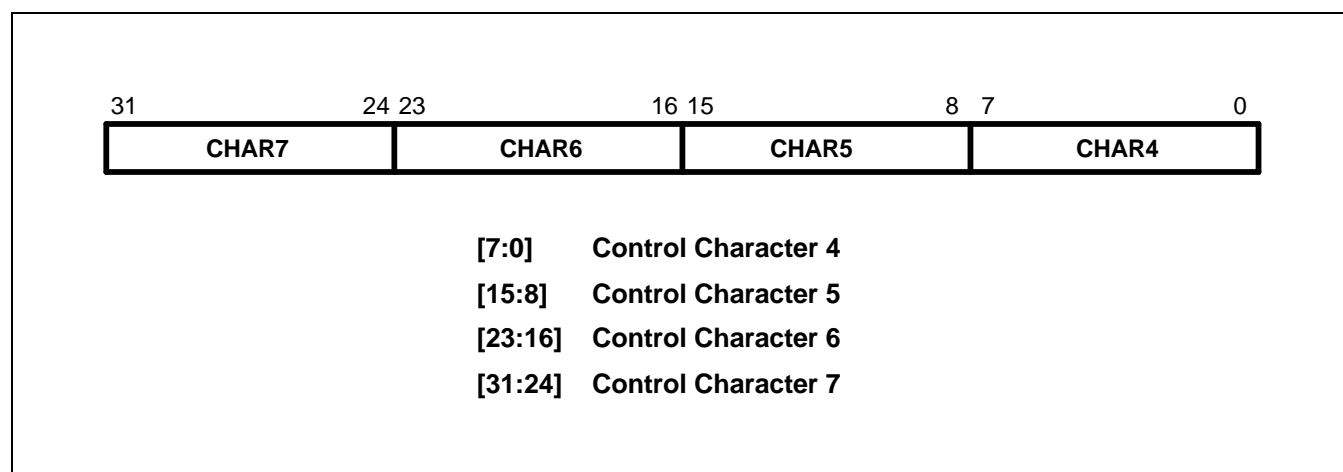 31 24 23 16 15 8 7 0
CHAR7 CHAR6 CHAR5 CHAR4
[7:0] Control Character 4
[15:8] Control Character 5
[23:16] Control Character 6
[31:24] Control Character 7